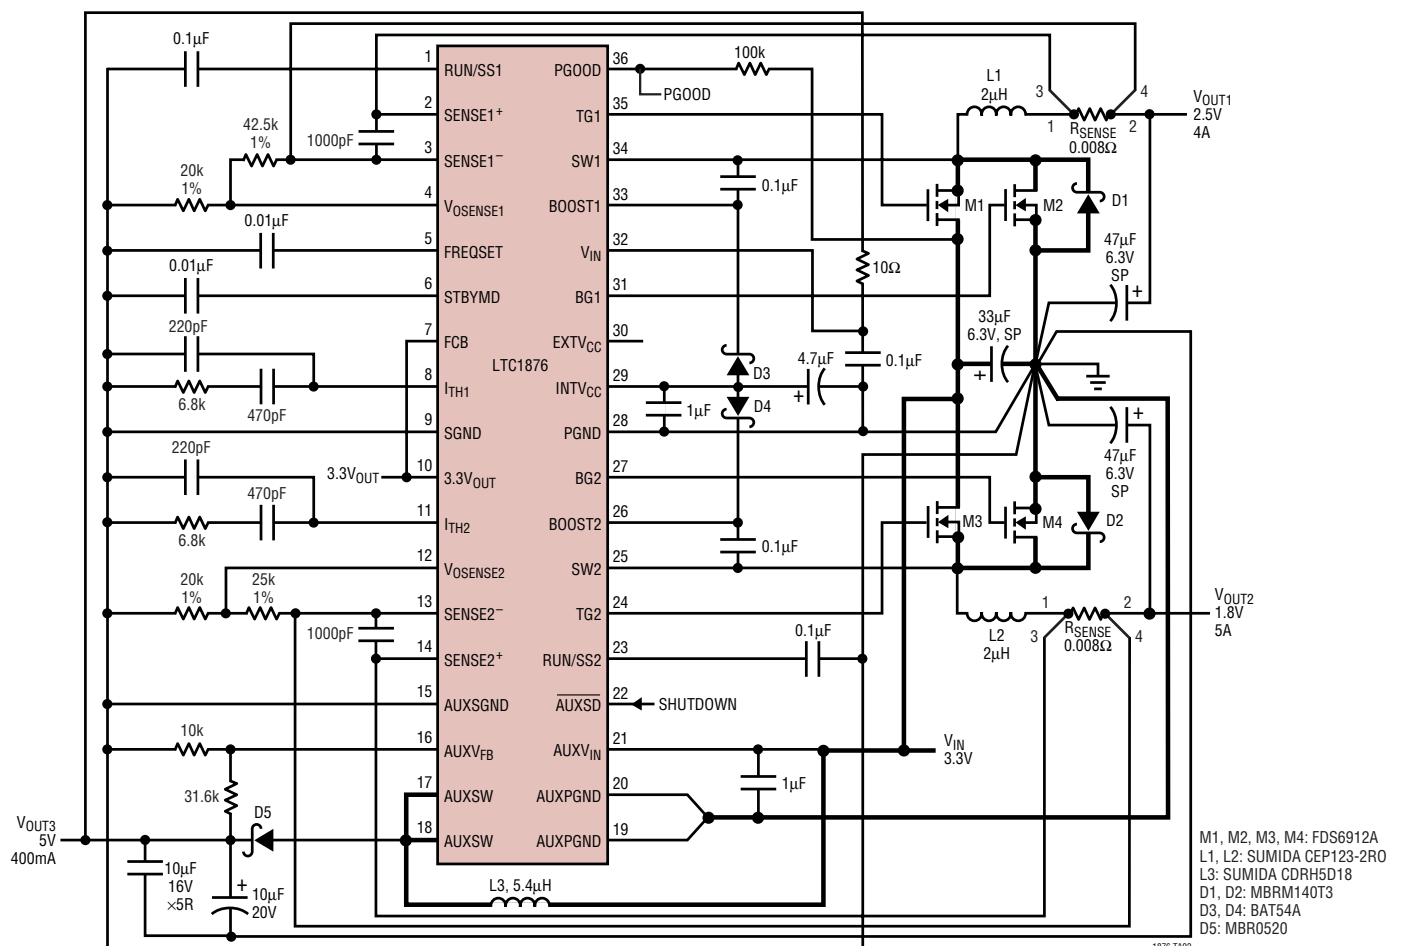 0.1µF
1
RUN/SS1
PGOOD
36
100k
PGOOD
2
SENSE1+
TG1
35
L1
2µH
3
4
1
RSENSE
0.008Ω
2
VOUT1
2.5V
4A
42.5k
1%
1000pF
3
SENSE1−
SW1
34
0.1µF
20k
1%
4
VOSENSE1
BOOST1
33
M1
M2
D1
0.01µF
5
FREQSET
VIN
32
10Ω
47µF
6.3V
SP
+
0.01µF
6
STBYMD
BG1
31
220pF
7
FCB
EXTVCC
30
33µF
6.3V, SP
+
LTC1876
D3
4.7µF
+
0.1µF
6.8k
470pF
8
ITH1
INTVCC
29
1µF
D4
9
SGND
PGND
28
+
47µF
6.3V
SP
220pF
3.3VOUT
10
3.3VOUT
BG2
27
470pF
6.8k
11
ITH2
BOOST2
26
M3
M4
D2
0.1µF
12
VOSENSE2
SW2
25
20k
1%
25k
1%
13
SENSE2−
TG2
24
L2
2µH
1
2
3
4
RSENSE
0.008Ω
VOUT2
1.8V
5A
1000pF
14
SENSE2+
RUN/SS2
23
0.1µF
15
AUXSGND
AUXSD
22
SHUTDOWN
10k
16
AUXVFB
AUXVIN
21
VIN
3.3V
31.6k
17
AUXSW
AUXPGND
20
1µF
VOUT3
5V
400mA
D5
18
AUXSW
AUXPGND
19
10µF
16V
×5R
+
10µF
20V
L3, 5.4µH
M1, M2, M3, M4: FDS6912A
L1, L2: SUMIDA CEP123-2RO
L3: SUMIDA CDRH5D18
D1, D2: MBRM140T3
D3, D4: BAT54A
D5: MBR0520